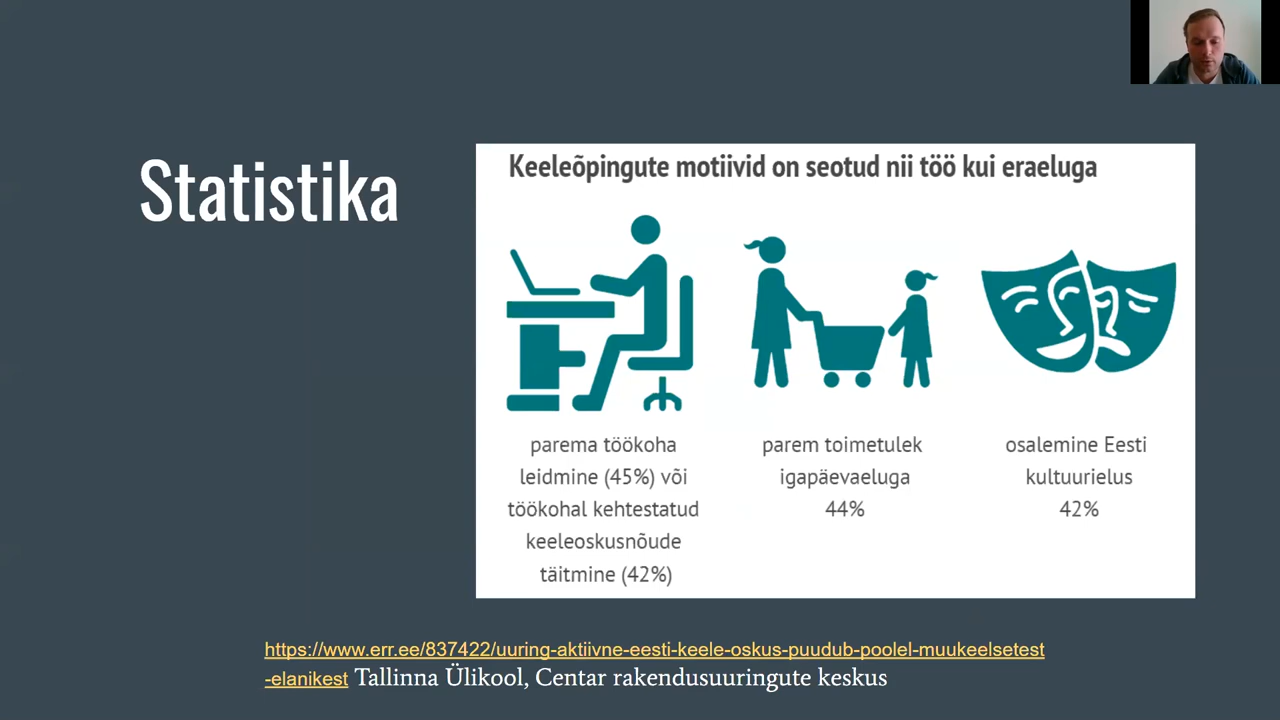 Statistika
Keeleõpingute motiivid on seotud nii töö kui eraeluga
parema töökoha
leidmine (45%) või
töökohal kehtestatud
keeleoskusnõude
täitmine (42%)
parem toimetulek
igapäevaeluga
44%
osalemine Eesti
kultuurielus
42%
https://www.err.ee/837422/uuring-aktiivne-eesti-keele-oskus-puudub-poolel-muukeelsetest
-elanikest Tallinna Ülikool, Centar rakendusuuringute keskus